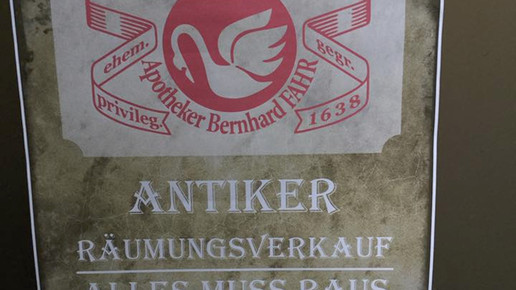 ehem.
privileg.
Apotheker Bernhard FAHR
gegr.
1638
ANTIKER
RÄUMUNGSVERKAUF
ALLES MUSS RAUS